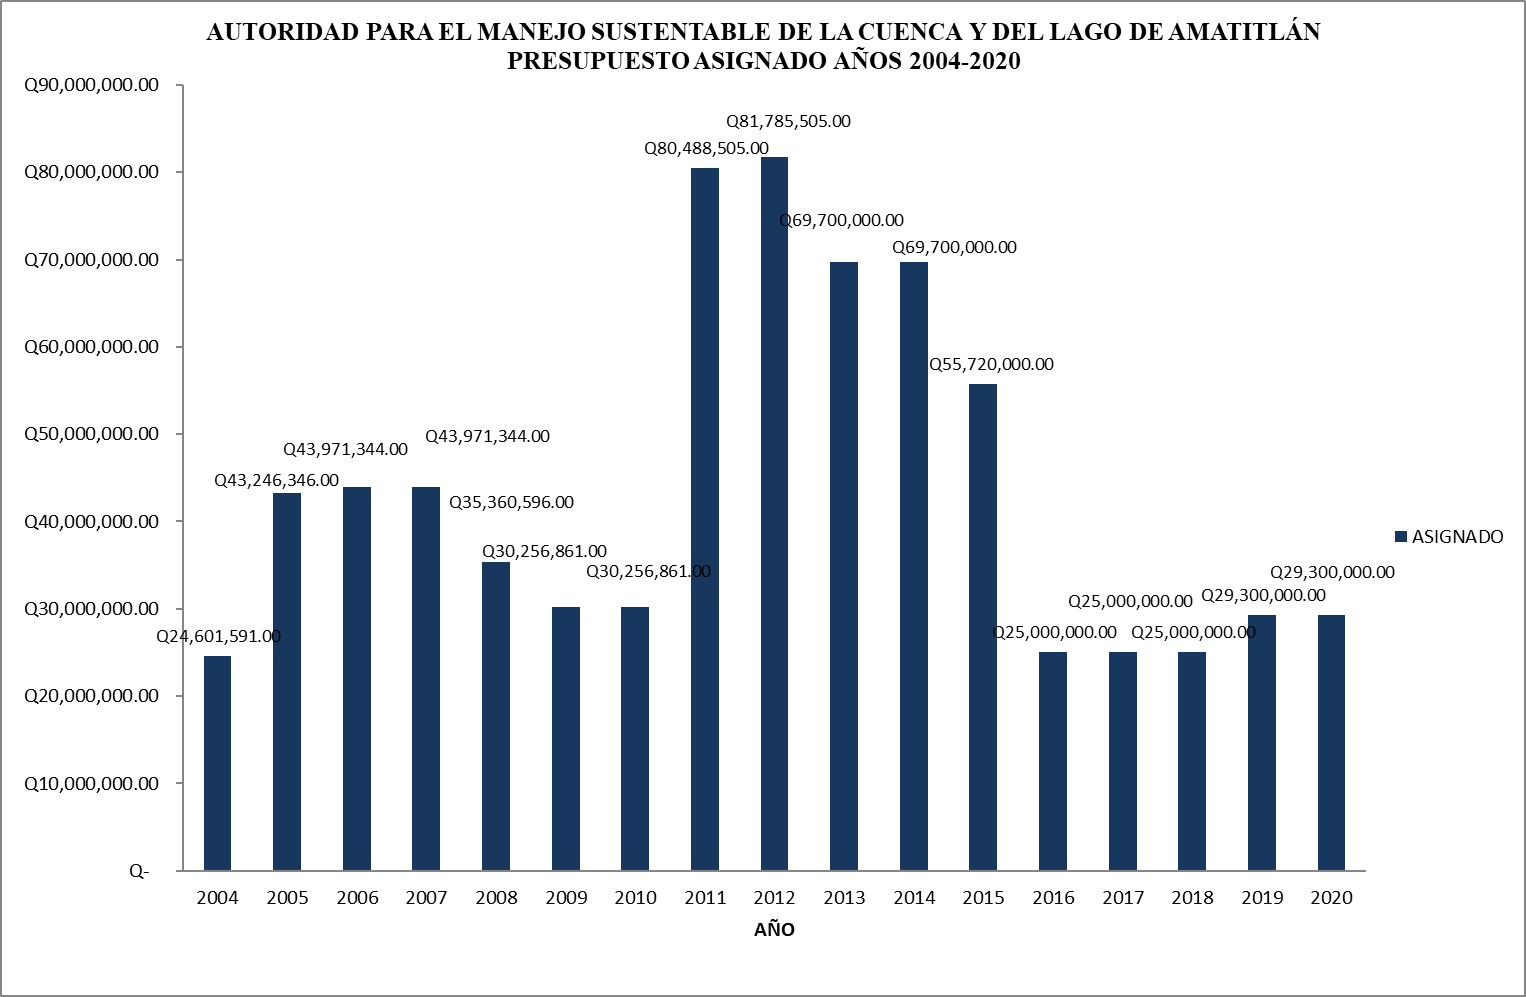 AUTORIDAD PARA EL MANEJO SUSTENTABLE DE LA CUENCA Y DEL LAGO DE AMATITLÁN
PRESUPUESTO ASIGNADO AÑOS 2004-2020
Q90,000,000.00
Q80,000,000.00
Q70,000,000.00
Q60,000,000.00
Q50,000,000.00
Q40,000,000.00
Q30,000,000.00
Q20,000,000.00
Q10,000,000.00
Q-
Q24,601,591.00
Q43,246,346.00
Q43,971,344.00
Q43,971,344.00
Q35,360,596.00
Q30,256,861.00
Q30,256,861.00
Q80,488,505.00
Q81,785,505.00
Q69,700,000.00
Q69,700,000.00
Q55,720,000.00
Q25,000,000.00
Q25,000,000.00
Q25,000,000.00
Q29,300,000.00
Q29,300,000.00
2004 2005 2006 2007 2008 2009 2010 2011 2012 2013 2014 2015 2016 2017 2018 2019 2020
AÑO
ASIGNADO